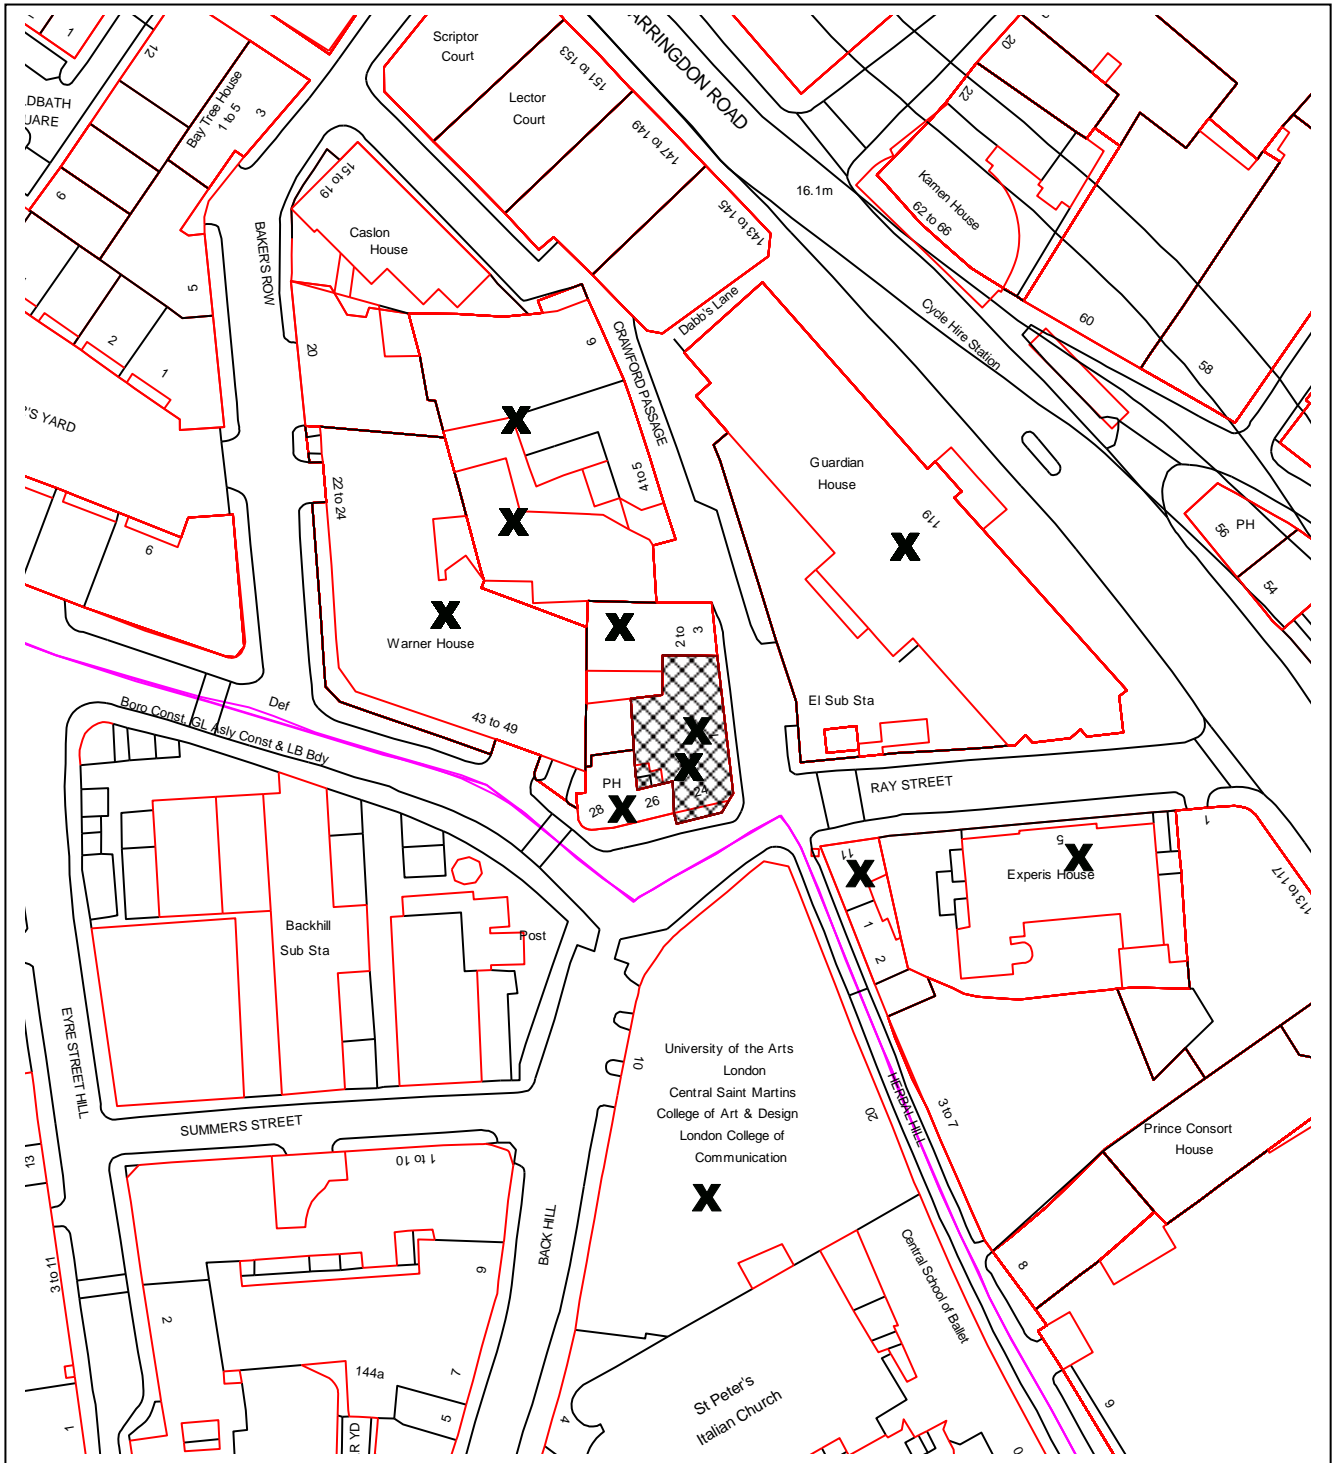 1
12
Scriptor
Court
ARRINGDON ROAD
151 to 153
20
22
LDBATH
UARE
Bay Tree House
1 to 5
3
Lector
Court
147 to 149
9
15 to 19
Caslon
House
16.1m
Kamen House
62 to 66
143 to 145
BAKER'S ROW
5
Dabb's Lane
Cycle Hire Station
60
58
2
1
20
9
CRAWFORD PASSAGE
'S YARD
X
4 to 5
Guardian
House
22 to 24
119
X
X
56
PH
54
6
X
Warner House
X
2 to
3
Def
Boro Const, GL Asly Const & LB Bdy
43 to 49
El Sub Sta
X
X
24
PH
28
26
X
RAY STREET
1
11
X
5
X
Experis House
113 to 117
1
2
Backhill
Sub Sta
Post
EYRE STREET HILL
10
University of the Arts
London
Central Saint Martins
College of Art & Design
London College of
Communication
X
20
HERBAL HILL
3 to 7
Prince Consort
House
SUMMERS STREET
13
1 to 10
3 to 11
BACK HILL
9
2
144a
7
5
R YD
1
4
St Peter's
Italian Church
Central School of Ballet
8
9
0